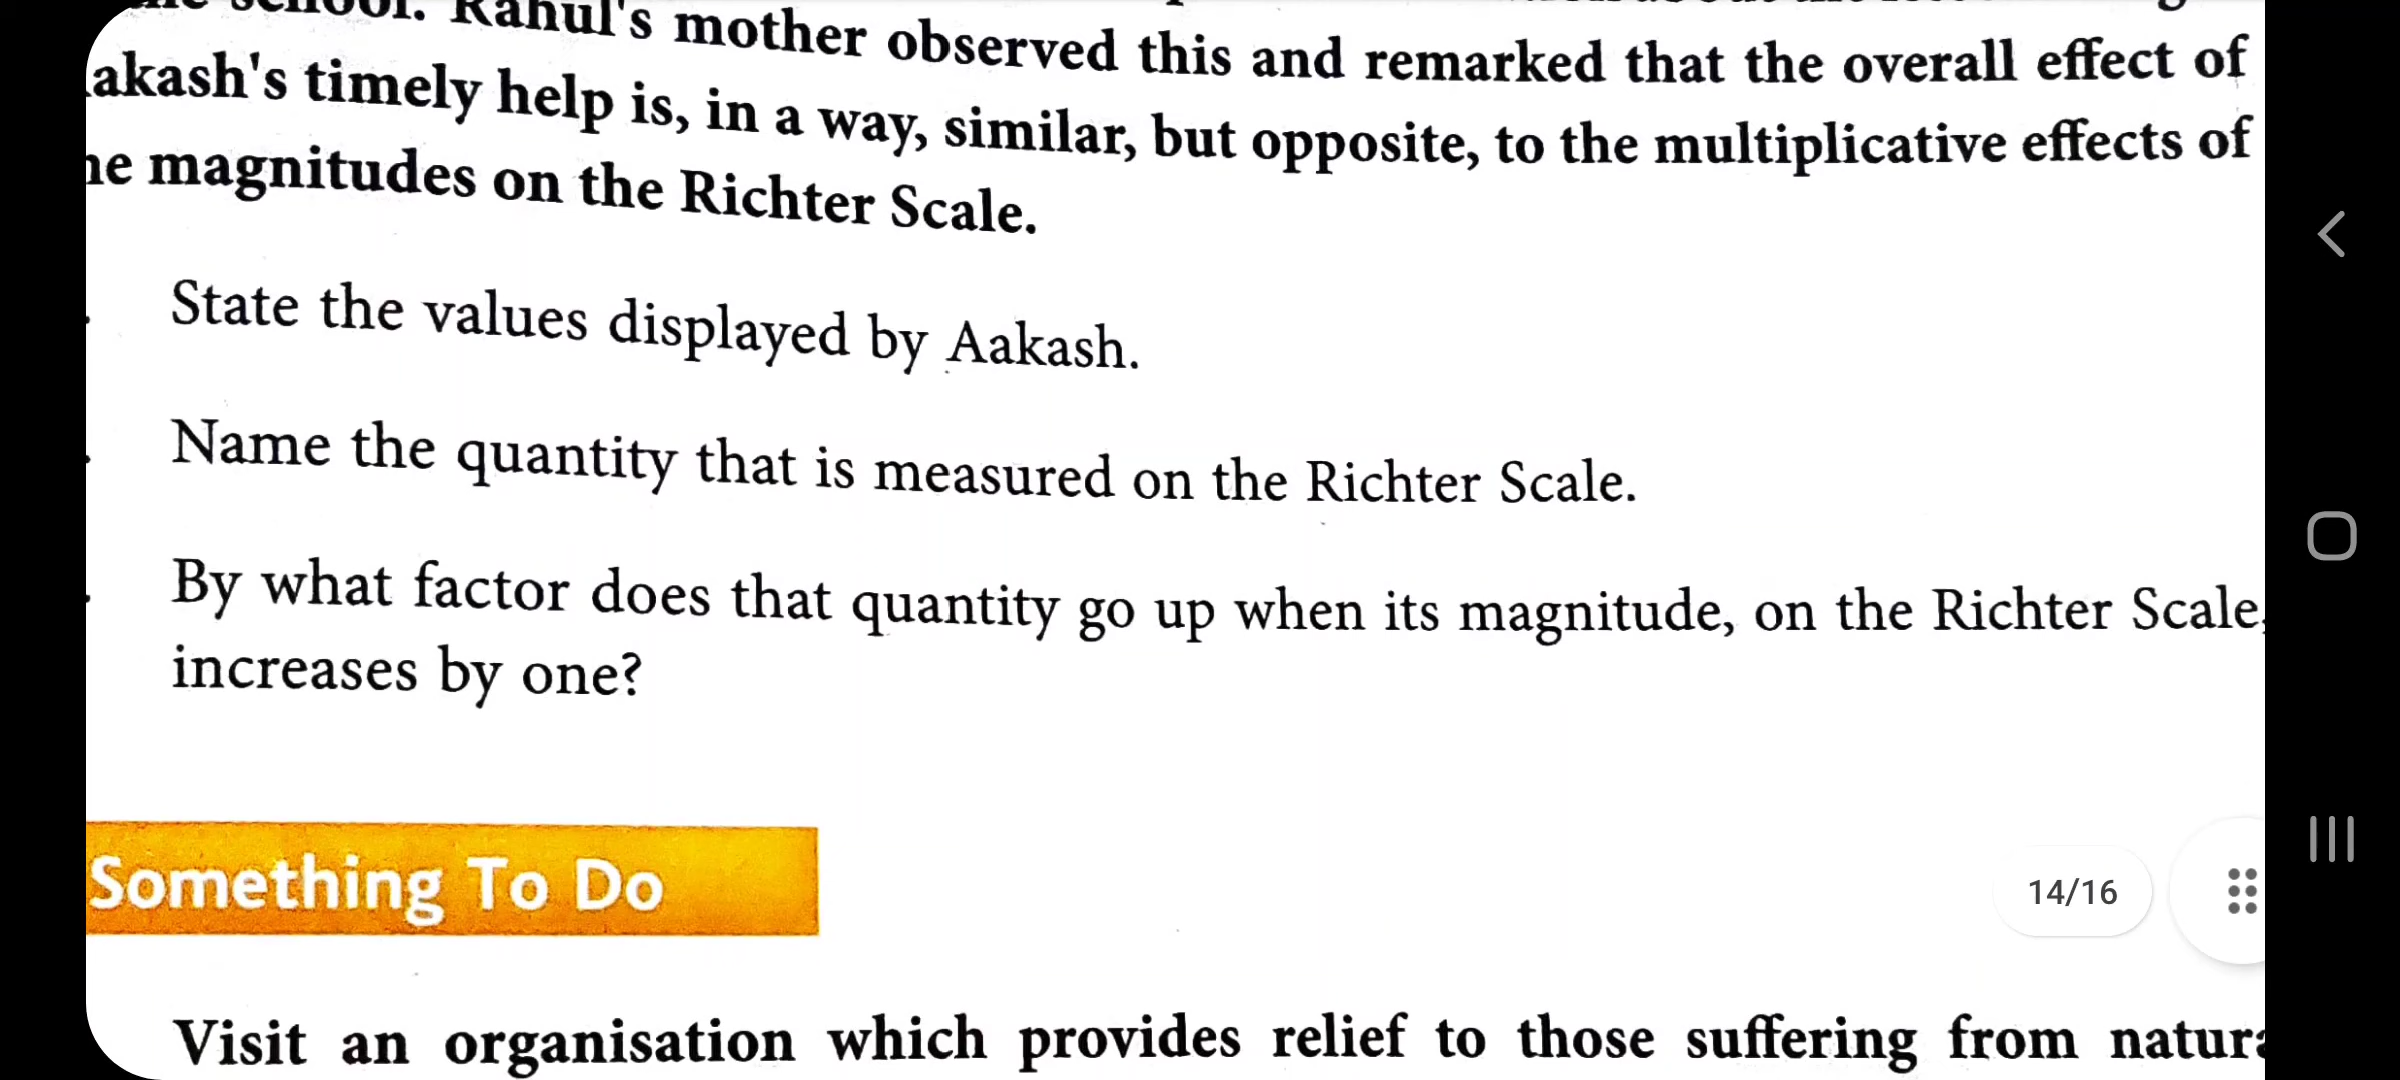 school. Rahul's mother observed this and remarked that the overall effect of
akash's timely help is, in a way, similar, but opposite, to the multiplicative effects of
he magnitudes on the Richter Scale.
State the values displayed by Aakash.
Name the quantity that is measured on the Richter Scale.
By what factor does that quantity go up when its magnitude, on the Richter Scale,
increases by one?
Something To Do
14/16
Visit an organisation which provides relief to those suffering from natura